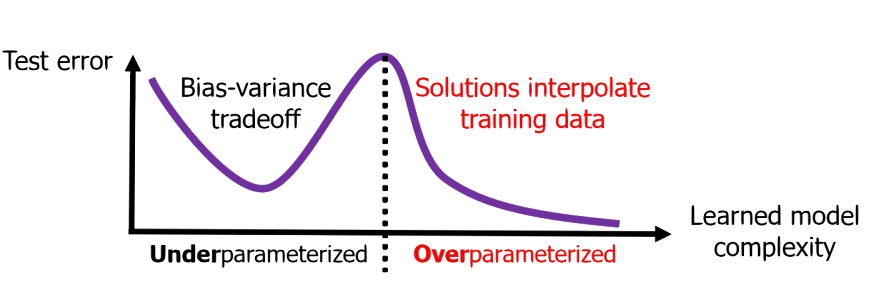 Test error
Bias-variance
tradeoff
Solutions interpolate
training data
Learned model
complexity
Underparameterized
Overparameterized